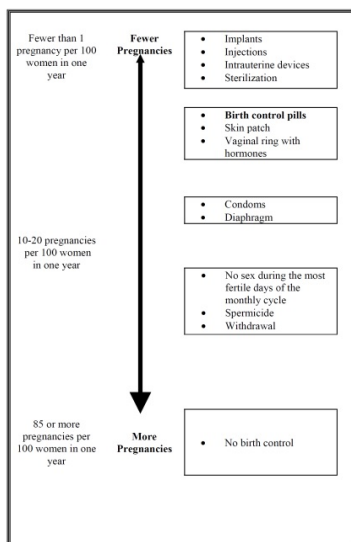 Fewer than 1
pregnancy per 100
women in one
year
Fewer
Pregnancies
• Implants
• Injections
• Intrauterine devices
• Sterilization
• Birth control pills
• Skin patch
• Vaginal ring with
hormones
• Condoms
• Diaphragm
10-20 pregnancies
per 100 women
in one year
• No sex during the most
fertile days of the
monthly cycle
• Spermicide
• Withdrawal
85 or more
pregnancies per
100 women in one
year
More
Pregnancies
• No birth control